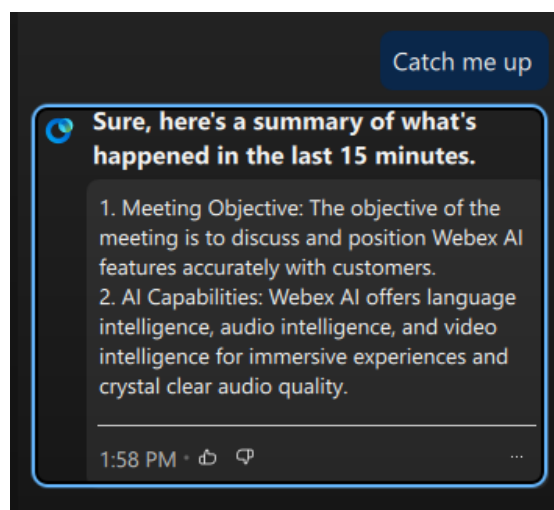 Catch me up
Sure, here's a summary of what's
happened in the last 15 minutes.
1. Meeting Objective: The objective of the
meeting is to discuss and position Webex AI
features accurately with customers.
2. AI Capabilities: Webex AI offers language
intelligence, audio intelligence, and video
intelligence for immersive experiences and
crystal clear audio quality.
1:58 PM •
...